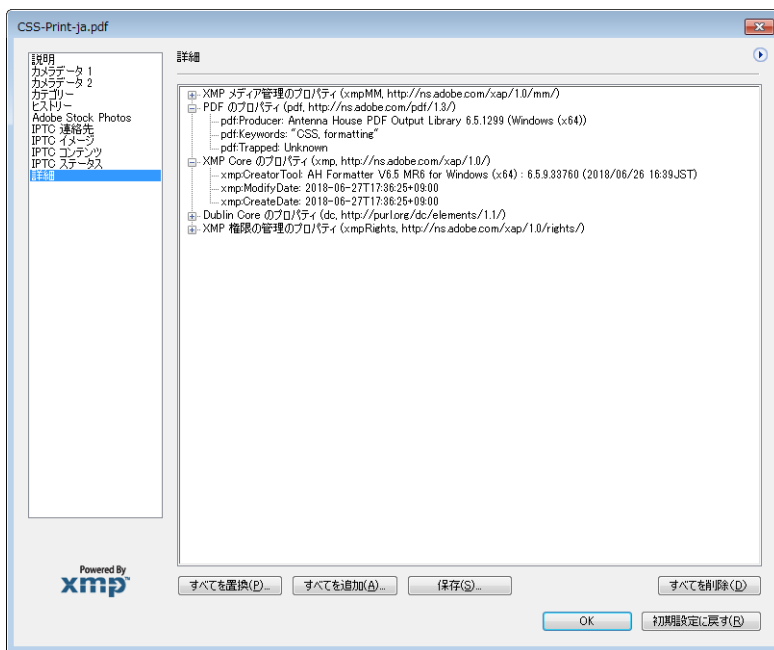 CSS-Print-ja.pdf
説明
カメラデータ 1
カメラデータ 2
カテゴリー
ヒストリー
Adobe Stock Photos
IPTC 連絡先
IPTC イメージ
IPTC コンテンツ
IPTC ステータス
詳細
詳細
XMP メディア管理のプロパティ (xmpMM, http://ns.adobe.com/xap/1.0/mm/)
PDF のプロパティ (pdf, http://ns.adobe.com/pdf/1.3/)
pdf:Producer: Antenna House PDF Output Library 6.5.1299 (Windows (x64))
pdf:Keywords: "CSS, formatting"
pdf:Trapped: Unknown
XMP Core のプロパティ (xmp, http://ns.adobe.com/xap/1.0/)
xmp:CreatorTool: AH Formatter V6.5 MR6 for Windows (x64) : 6.5.9.33760 (2018/06/26 16:39JST)
xmp:ModifyDate: 2018-06-27T17:36:25+09:00
xmp:CreateDate: 2018-06-27T17:36:25+09:00
Dublin Core のプロパティ (dc, http://purl.org/dc/elements/1.1/)
XMP 権限の管理のプロパティ (xmpRights, http://ns.adobe.com/xap/1.0/rights/)
Powered By
xmp™
すべてを置換(P)... すべてを追加(A)... 保存(S)... すべてを削除(D)
OK 初期設定に戻す(R)